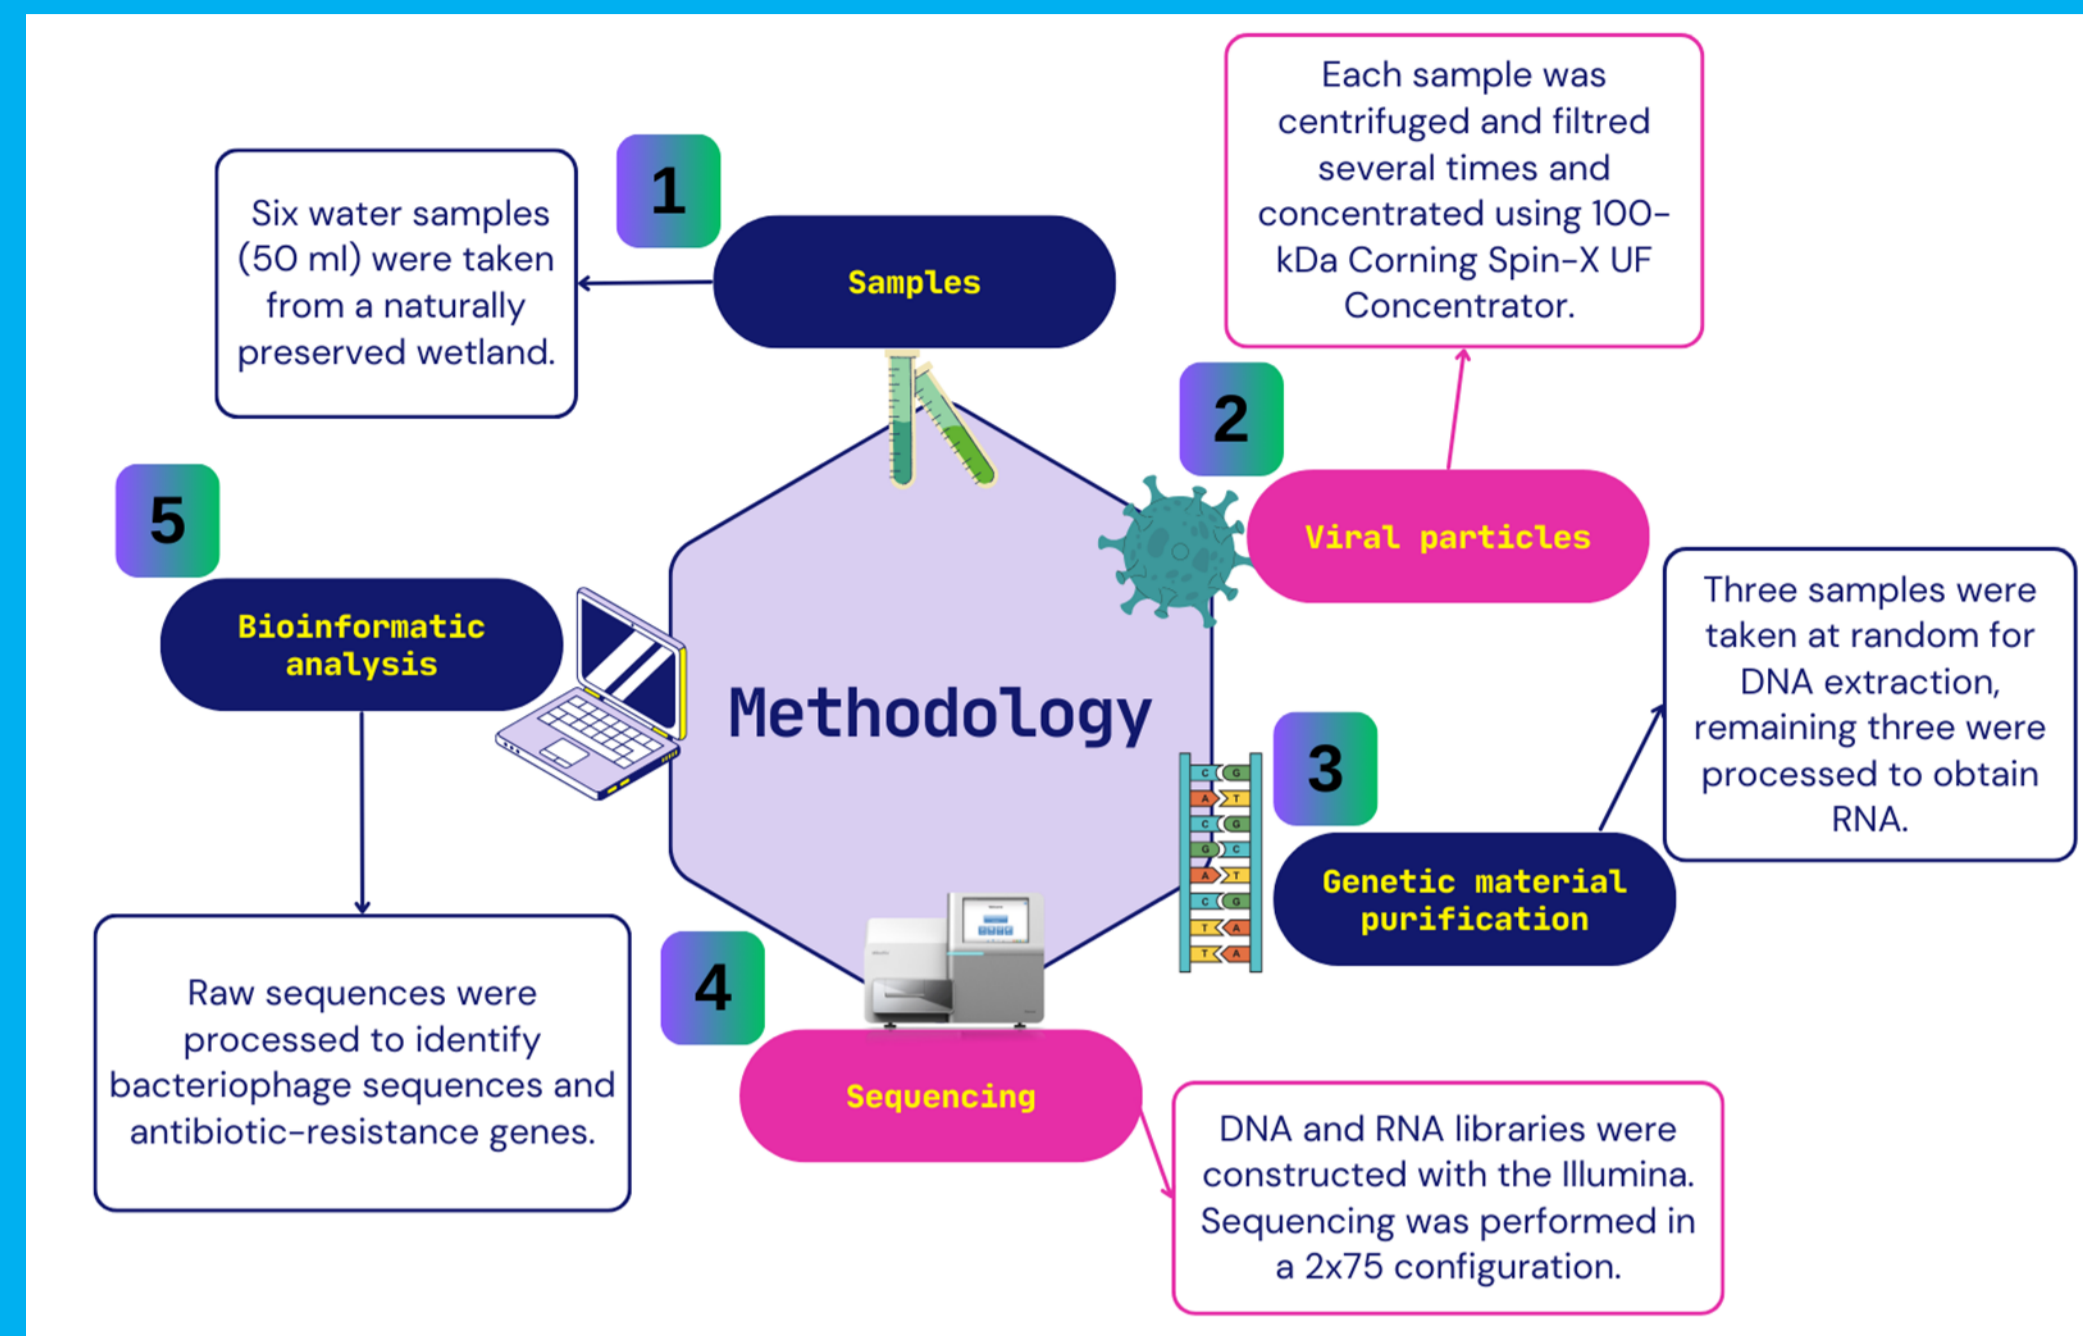 1
Samples
Six water samples
(50 ml) were taken
from a naturally
preserved wetland.
2
Viral particles
Each sample was
centrifuged and filtred
several times and
concentrated using 100-
kDa Corning Spin-X UF
Concentrator.
3
Genetic material
purification
Three samples were
taken at random for
DNA extraction,
remaining three were
processed to obtain
RNA.
4
Sequencing
DNA and RNA libraries were
constructed with the Illumina.
Sequencing was performed in
a 2x75 configuration.
5
Bioinformatic
analysis
Raw sequences were
processed to identify
bacteriophage sequences and
antibiotic-resistance genes.
Methodology
C G
A T
C G
G C
A T
C G
T A
T A